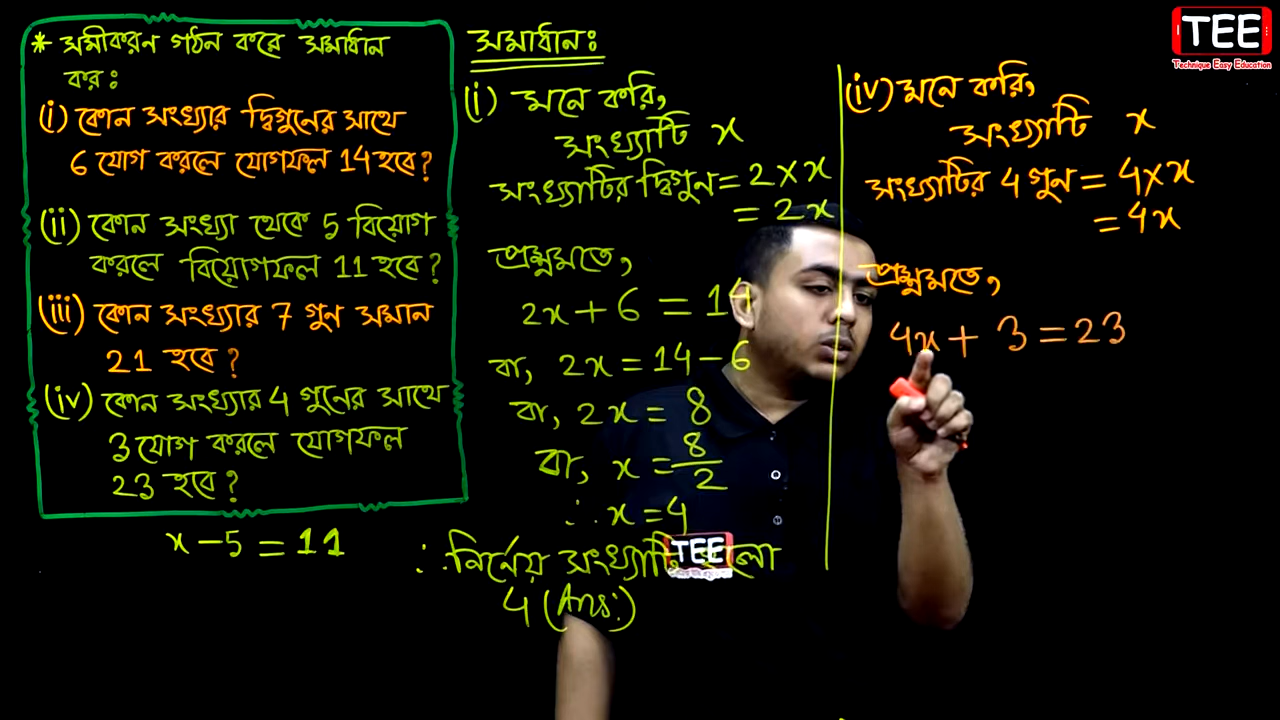 * সমীকরণ গঠন করে সমাধান
কর:
(i) কোন সংখ্যার দ্বিগুনের সাথে
6 যোগ করলে যোগফল 14 হবে?
(ii) কোন সংখ্যা থেকে 5 বিয়োগ
করলে বিয়োগফল 11 হবে?
(iii) কোন সংখ্যার 7 গুন সমান
21 হবে?
(iv) কোন সংখ্যার 4 গুনের সাথে
3 যোগ করলে যোগফল
23 হবে?
x - 5 = 11
সমাধান:
(i) মনে করি,
সংখ্যাটি x
সংখ্যাটির দ্বিগুন = 2 × x
= 2x
প্রশ্নমতে,
2x + 6 = 14
বা, 2x = 14 - 6
বা, 2x = 8
বা, x = 8/2
∴ x = 4
∴ নির্নেয় সংখ্যাটি হলো
4 (Ans:)
(iv) মনে করি,
সংখ্যাটি x
সংখ্যাটির 4 গুন = 4 × x
= 4x
প্রশ্নমতে,
4x + 3 = 23
TEE
Technique Easy Education
TEE